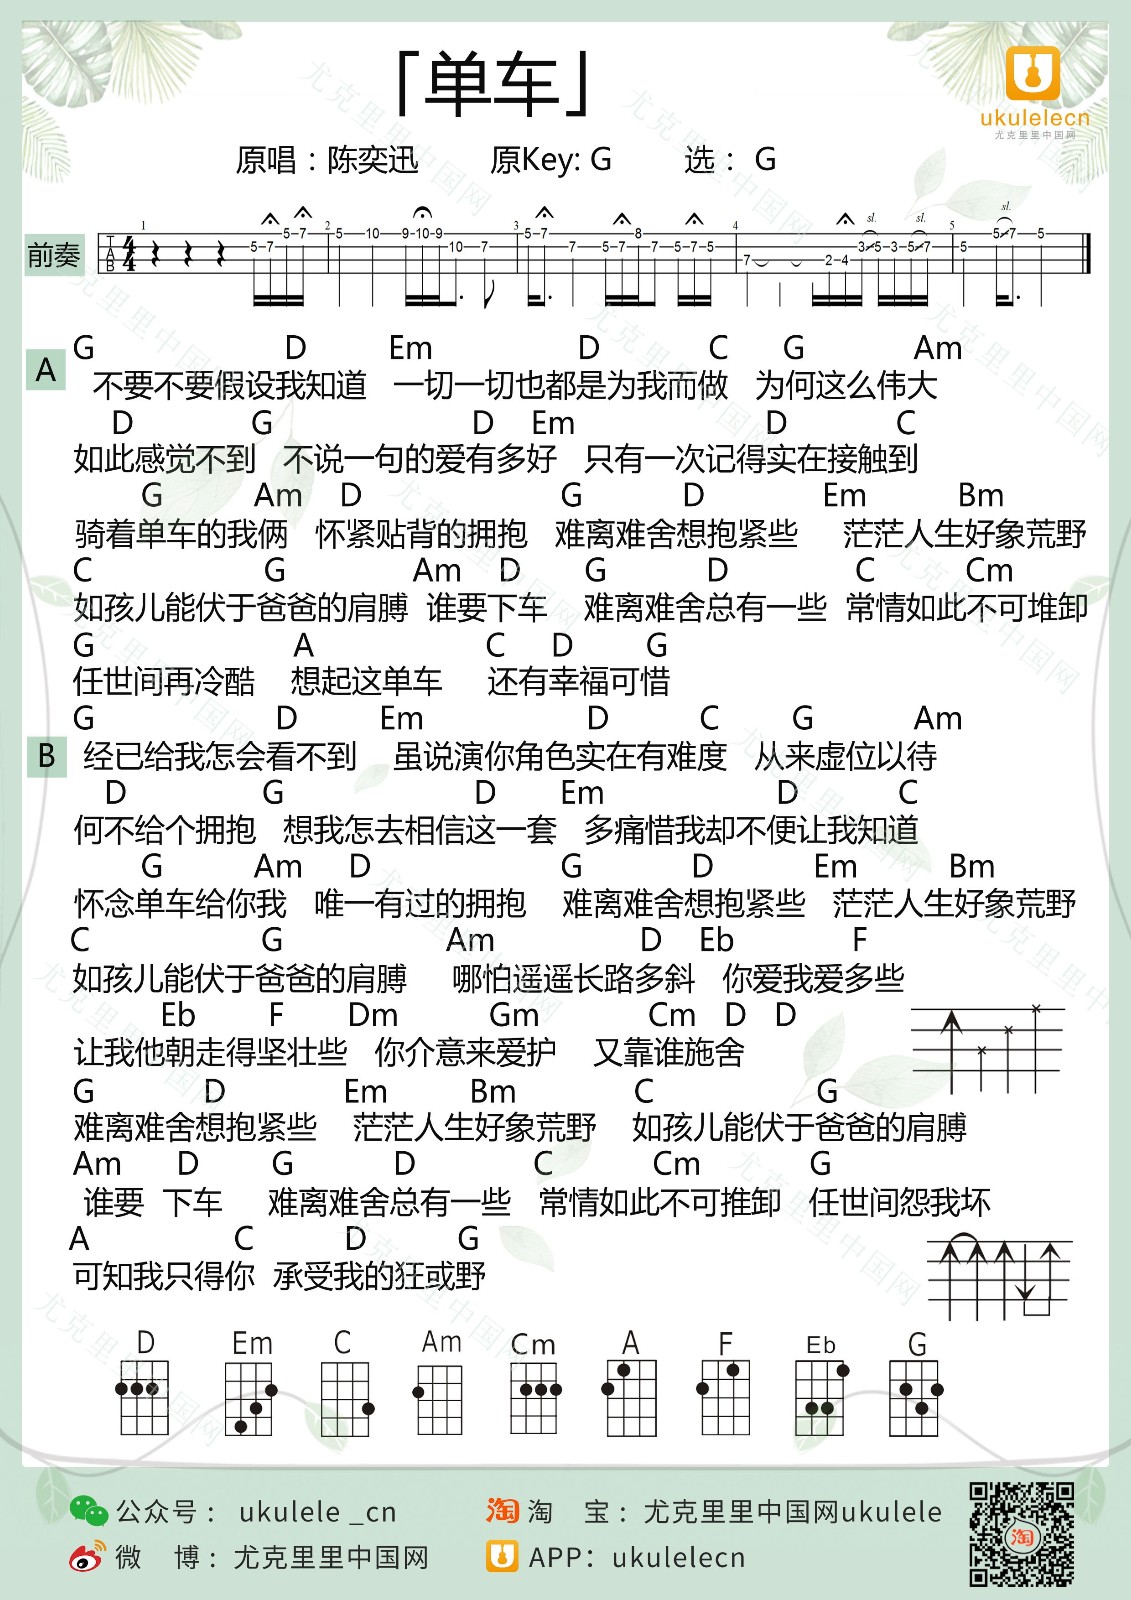 「单车」
ukulelecn
尤克里里中国网
原唱：陈奕迅 原Key: G 选： G
前奏
A
G D Em D C G Am
不要不要假设我知道 一切一切也都是为我而做 为何这么伟大
D G D Em D C
如此感觉不到 不说一句的爱有多好 只有一次记得实在接触到
G Am D G D Em Bm
骑着单车的我俩 怀紧贴背的拥抱 难离难舍想抱紧些 茫茫人生好象荒野
C G Am D G D C Cm
如孩儿能伏于爸爸的肩膊 谁要下车 难离难舍总有一些 常情如此不可堆卸
G A C D G
任世间再冷酷 想起这单车 还有幸福可惜
G D Em D C G Am
B 经已给我怎会看不到 虽说演你角色实在有难度 从来虚位以待
D G D Em D C
何不给个拥抱 想我怎去相信这一套 多痛惜我却不便让我知道
G Am D G D Em Bm
怀念单车给你我 唯一有过的拥抱 难离难舍想抱紧些 茫茫人生好象荒野
C G Am D Eb F
如孩儿能伏于爸爸的肩膊 哪怕遥遥长路多斜 你爱我爱多些
Eb F Dm Gm Cm D D
让我他朝走得坚壮些 你介意来爱护 又靠谁施舍
G D Em Bm C G
难离难舍想抱紧些 茫茫人生好象荒野 如孩儿能伏于爸爸的肩膊
Am D G D C Cm G
谁要 下车 难离难舍总有一些 常情如此不可推卸 任世间怨我坏
A C D G
可知我只得你 承受我的狂或野
D Em C Am Cm A F Eb G
公众号： ukulele _cn
淘 宝：尤克里里中国网ukulele
微 博：尤克里里中国网
APP：ukulelecn